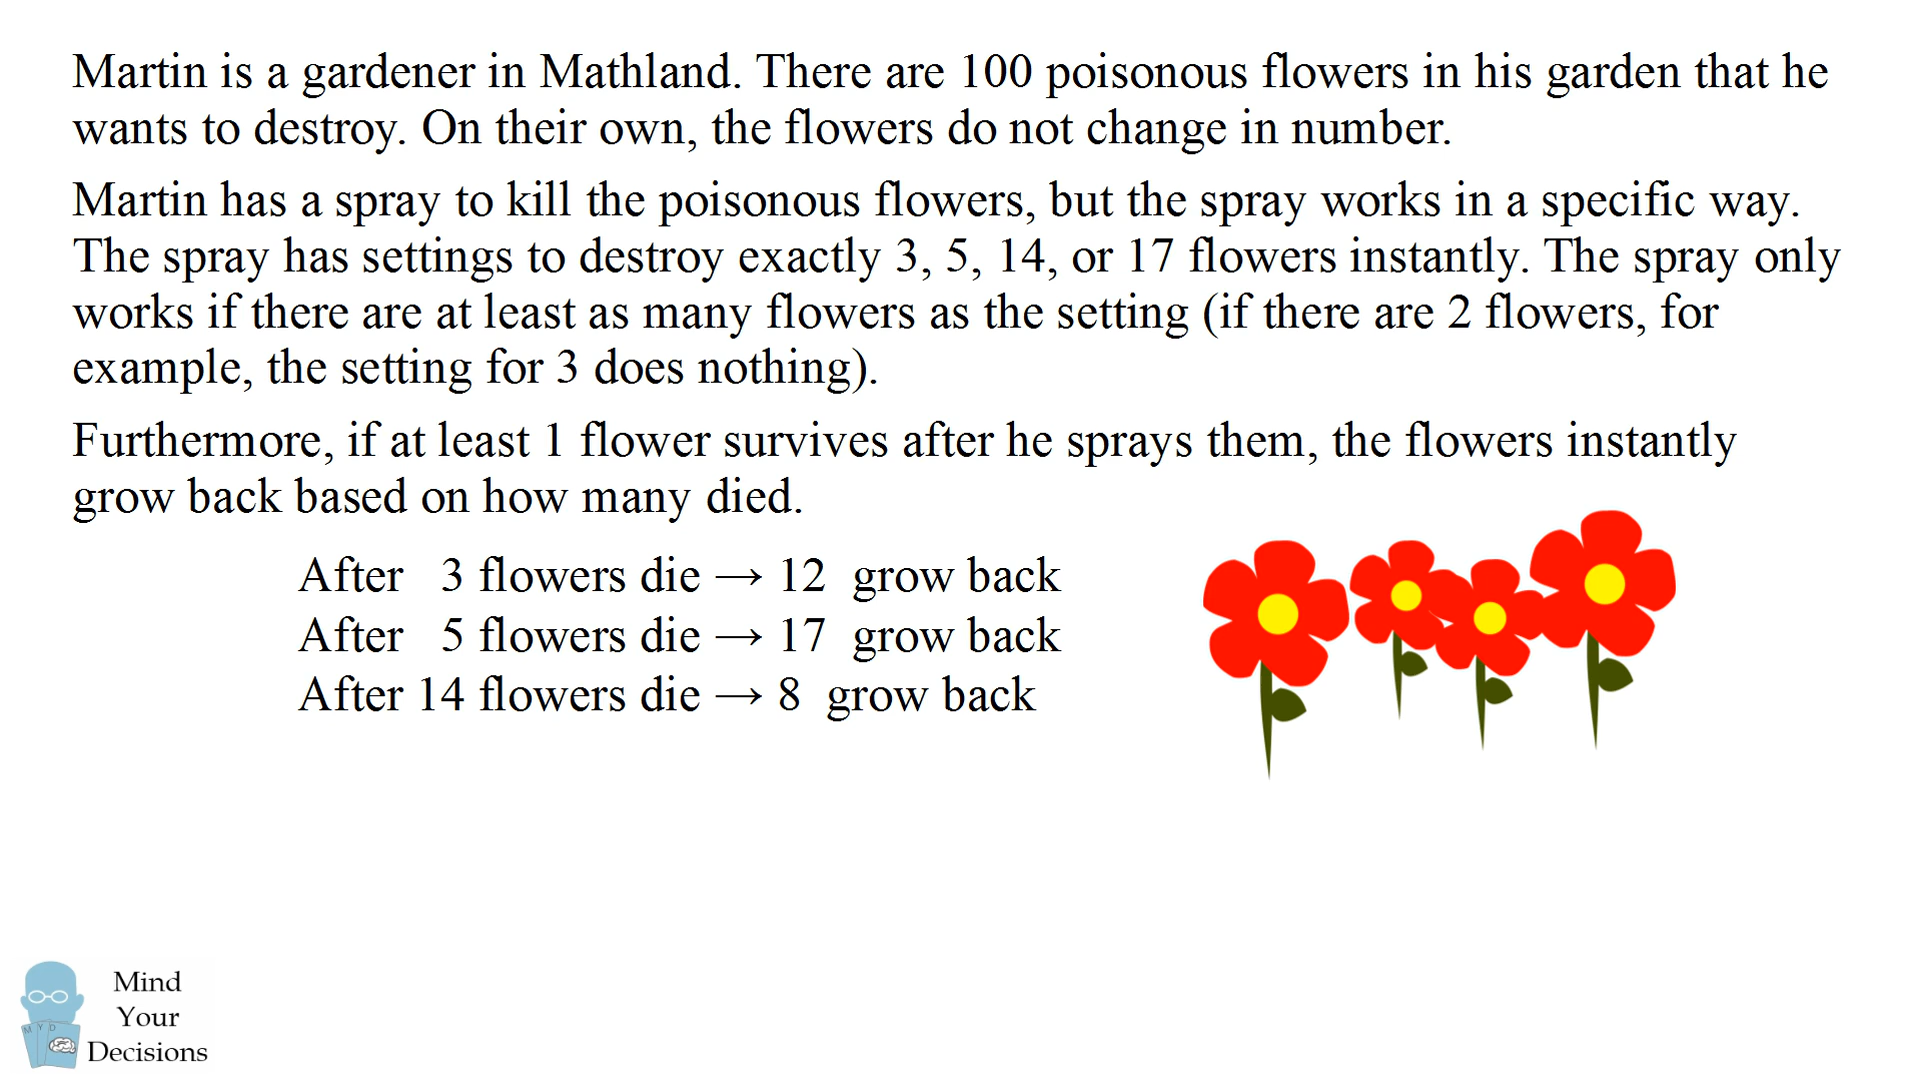 Martin is a gardener in Mathland. There are 100 poisonous flowers in his garden that he
wants to destroy. On their own, the flowers do not change in number.
Martin has a spray to kill the poisonous flowers, but the spray works in a specific way.
The spray has settings to destroy exactly 3, 5, 14, or 17 flowers instantly. The spray only
works if there are at least as many flowers as the setting (if there are 2 flowers, for
example, the setting for 3 does nothing).
Furthermore, if at least 1 flower survives after he sprays them, the flowers instantly
grow back based on how many died.
After 3 flowers die → 12 grow back
After 5 flowers die → 17 grow back
After 14 flowers die → 8 grow back
M Y D
Mind
Your
Decisions